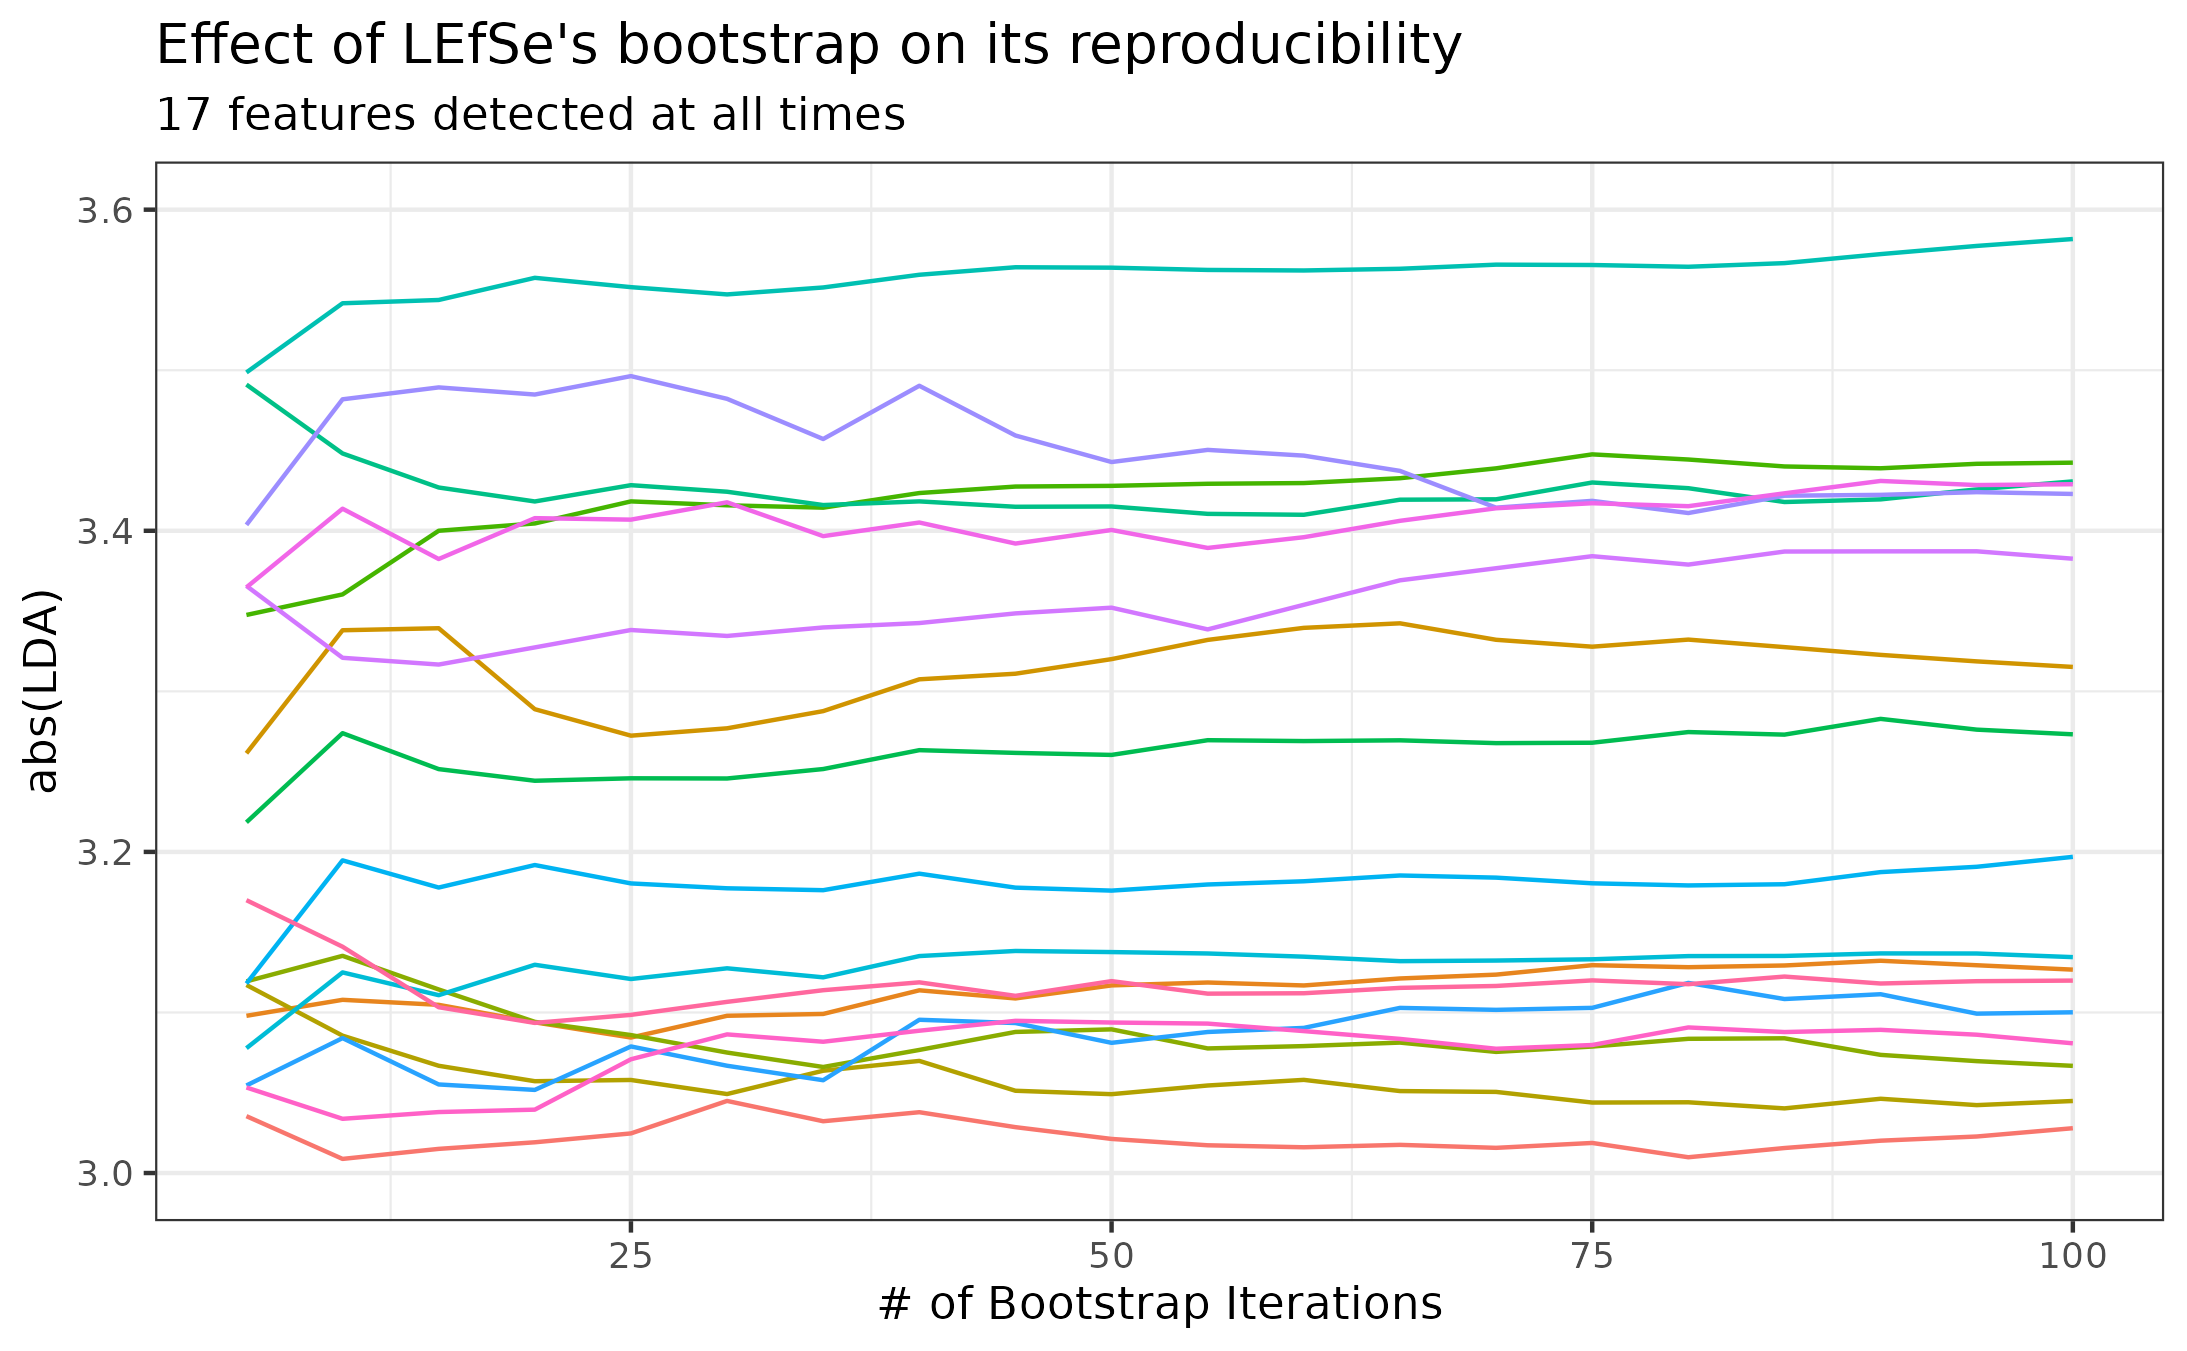 Effect of LEfSe's bootstrap on its reproducibility
17 features detected at all times
3.6
3.4
3.2
3.0
abs(LDA)
25 50 75 100
# of Bootstrap Iterations